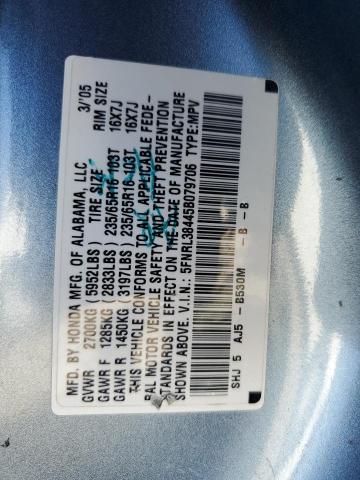 MFD. BY HONDA MFG. OF ALABAMA, LLC 3/'05
GVWR 2700KG (5952LBS) TIRE SIZE RIM SIZE
GAWR F 1285KG (2833LBS) 235/65R16 103T 16X7J
GAWR R 1450KG (3197LBS) 235/65R16 103T 16X7J
THIS VEHICLE CONFORMS TO ALL APPLICABLE FEDE-
RAL MOTOR VEHICLE SAFETY AND THEFT PREVENTION
STANDARDS IN EFFECT ON THE DATE OF MANUFACTURE
SHOWN ABOVE. V.I.N.: 5FNRL38445B079706 TYPE:MPV
SHJ 5 AJ5 -B530M -B -B